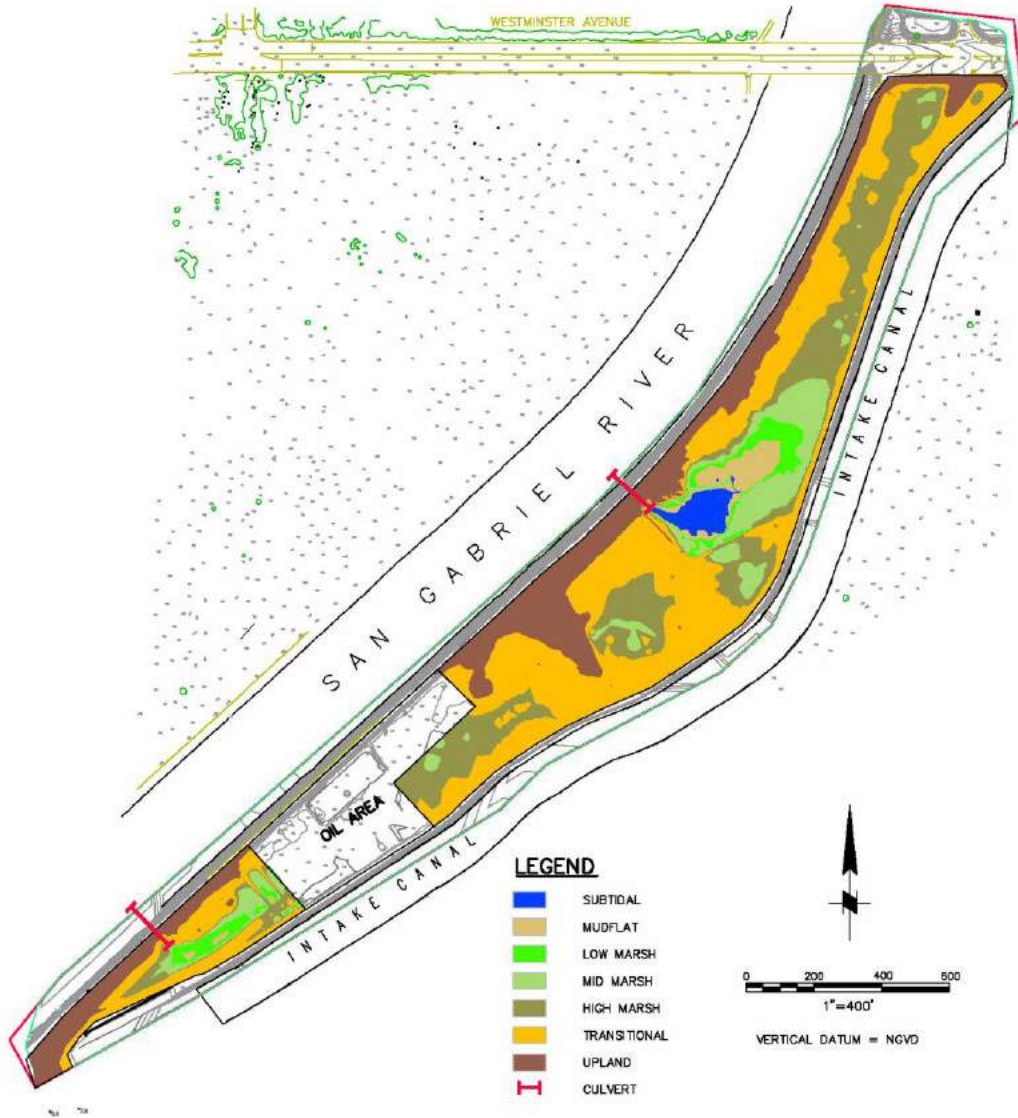 WESTMINSTER AVENUE
SAN GABRIEL RIVER
INTAKE CANAL
OIL AREA
INTAKE CANAL
LEGEND
SUBTIDAL
MUDFLAT
LOW MARSH
MID MARSH
HIGH MARSH
TRANSITIONAL
UPLAND
CULVERT
0 200 400 600
1"=400'
VERTICAL DATUM = NGVD